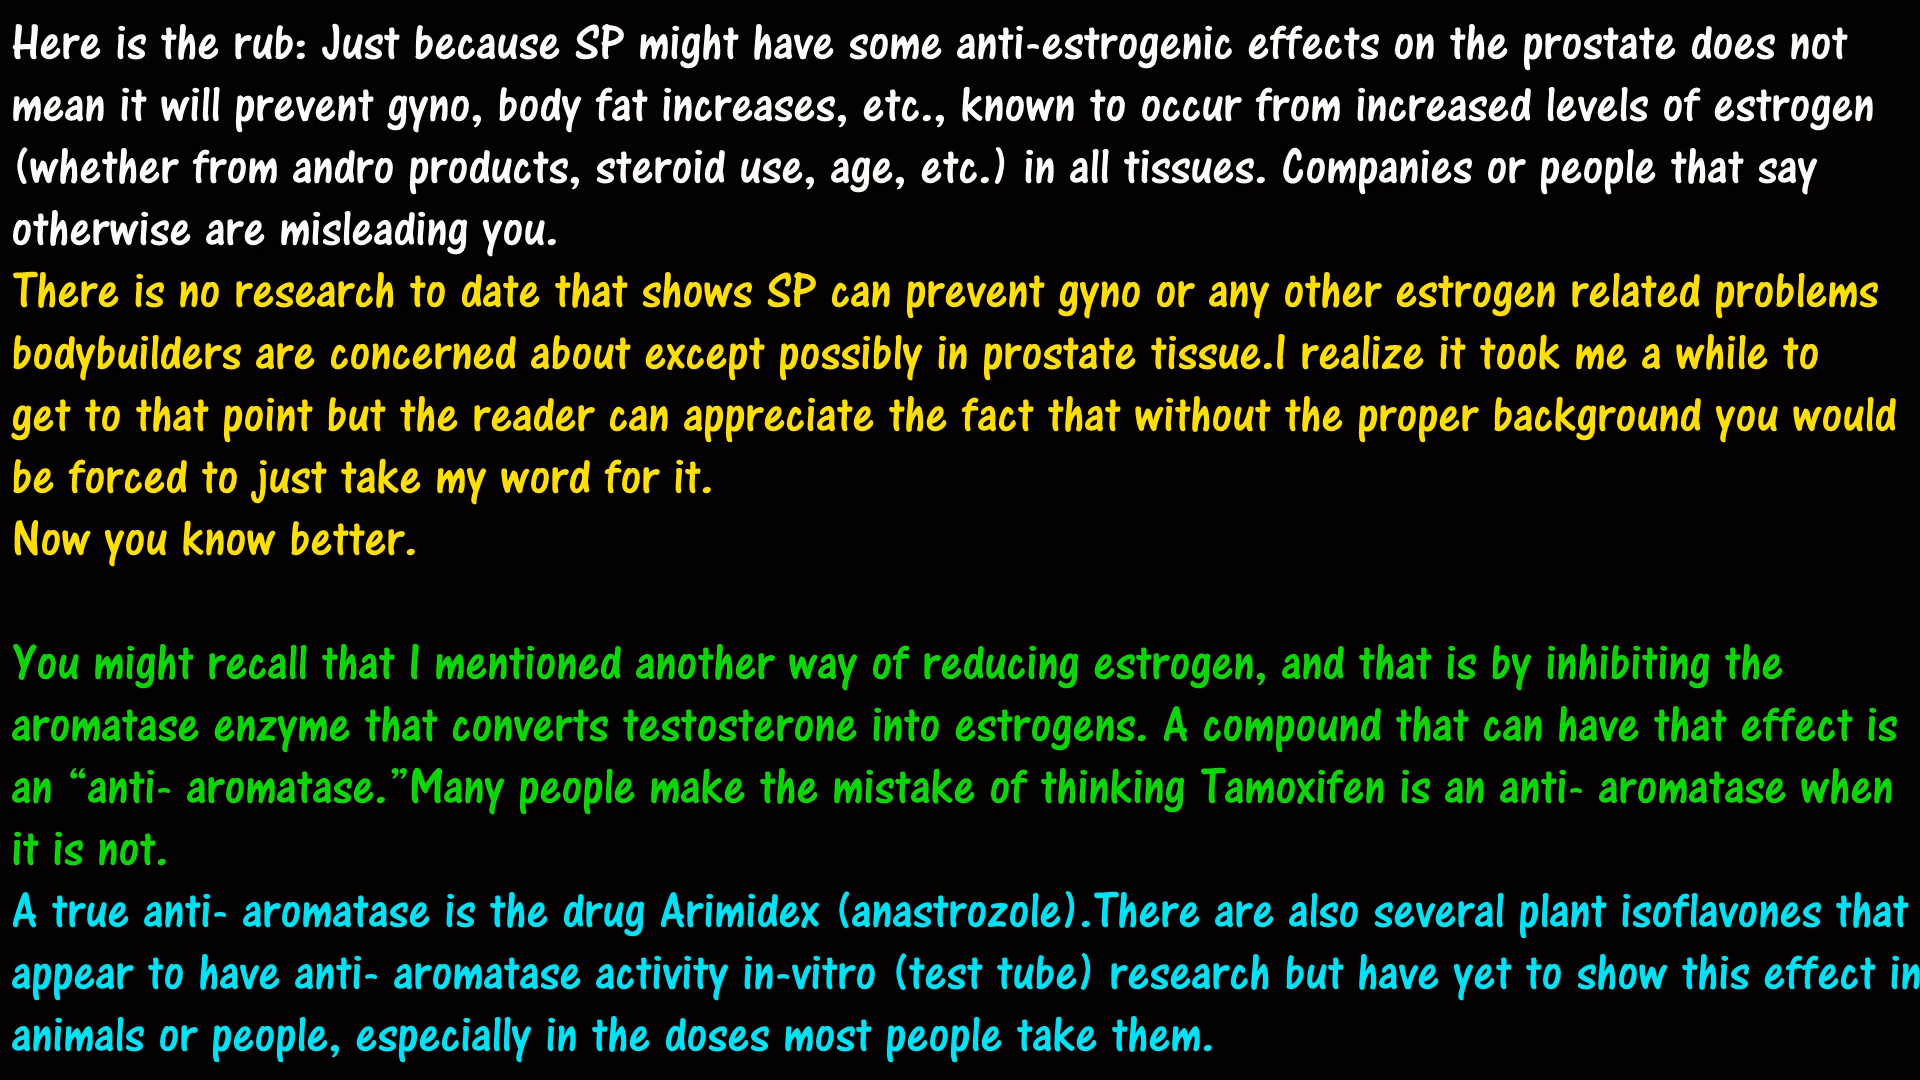 Here is the rub: Just because SP might have some anti-estrogenic effects on the prostate does not
mean it will prevent gyno, body fat increases, etc., known to occur from increased levels of estrogen
(whether from andro products, steroid use, age, etc.) in all tissues. Companies or people that say
otherwise are misleading you.
There is no research to date that shows SP can prevent gyno or any other estrogen related problems
bodybuilders are concerned about except possibly in prostate tissue.I realize it took me a while to
get to that point but the reader can appreciate the fact that without the proper background you would
be forced to just take my word for it.
Now you know better.
You might recall that I mentioned another way of reducing estrogen, and that is by inhibiting the
aromatase enzyme that converts testosterone into estrogens. A compound that can have that effect is
an “anti- aromatase.”Many people make the mistake of thinking Tamoxifen is an anti- aromatase when
it is not.
A true anti- aromatase is the drug Arimidex (anastrozole).There are also several plant isoflavones that
appear to have anti- aromatase activity in-vitro (test tube) research but have yet to show this effect in
animals or people, especially in the doses most people take them.